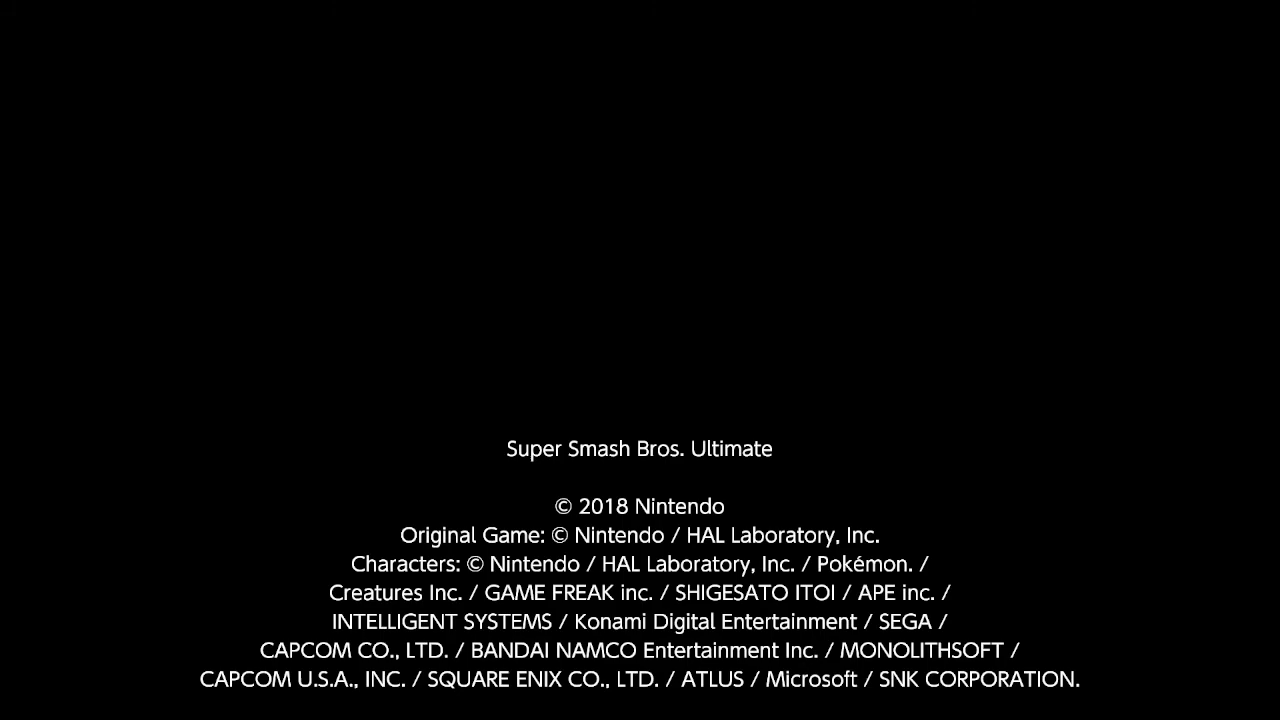 Super Smash Bros. Ultimate
© 2018 Nintendo
Original Game: © Nintendo / HAL Laboratory, Inc.
Characters: © Nintendo / HAL Laboratory, Inc. / Pokémon. /
Creatures Inc. / GAME FREAK inc. / SHIGESATO ITOI / APE inc. /
INTELLIGENT SYSTEMS / Konami Digital Entertainment / SEGA /
CAPCOM CO., LTD. / BANDAI NAMCO Entertainment Inc. / MONOLITHSOFT /
CAPCOM U.S.A., INC. / SQUARE ENIX CO., LTD. / ATLUS / Microsoft / SNK CORPORATION.